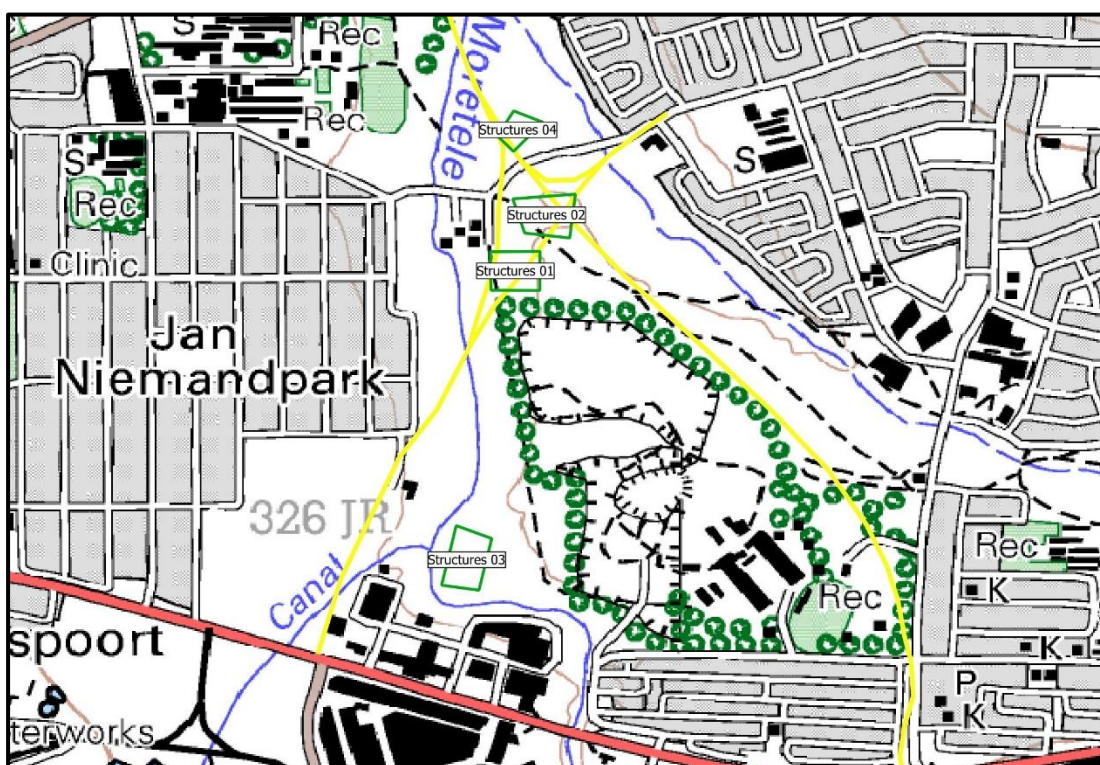 S
Rec
Moretele
Rec
Structures 04
S
S
Rec
Structures 02
Clinic
Structures 01
Jan
Niemandpark
326 JR
Structures 03
Canal
Rec
Rec
K
spoort
K
P
K
terworks